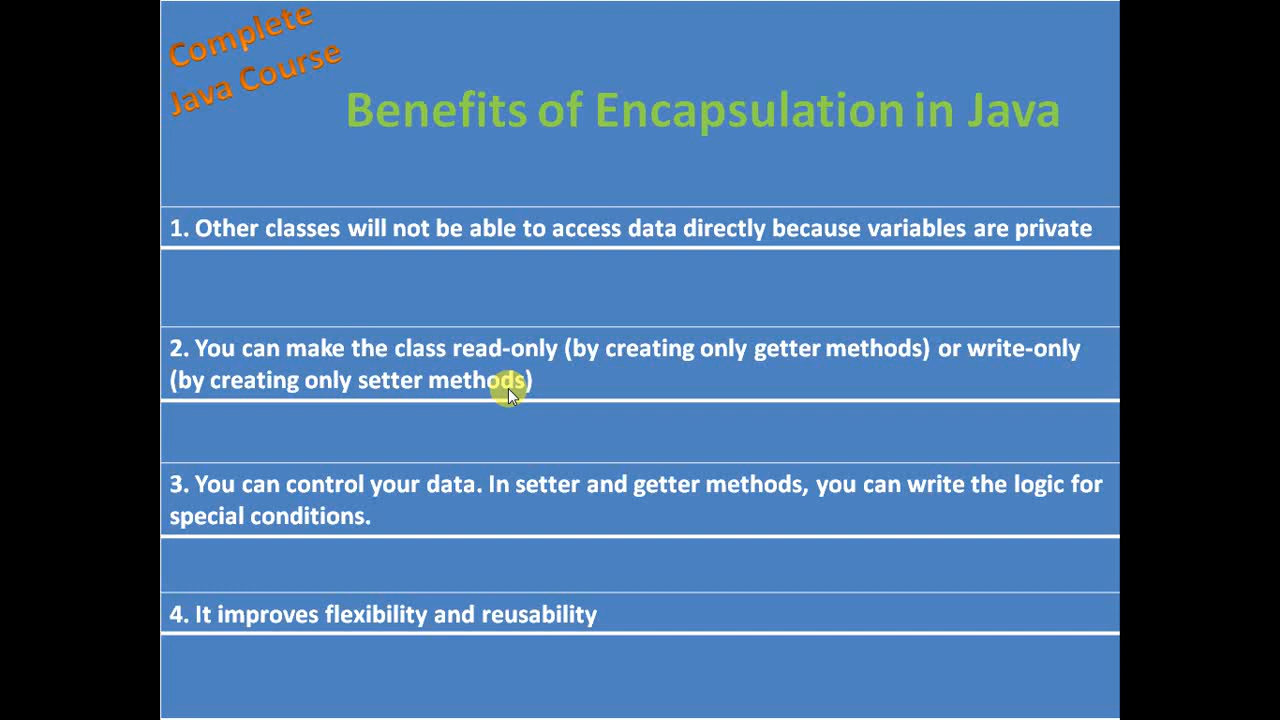 Complete
Java Course
Benefits of Encapsulation in Java
1. Other classes will not be able to access data directly because variables are private
2. You can make the class read-only (by creating only getter methods) or write-only
(by creating only setter methods)
3. You can control your data. In setter and getter methods, you can write the logic for
special conditions.
4. It improves flexibility and reusability